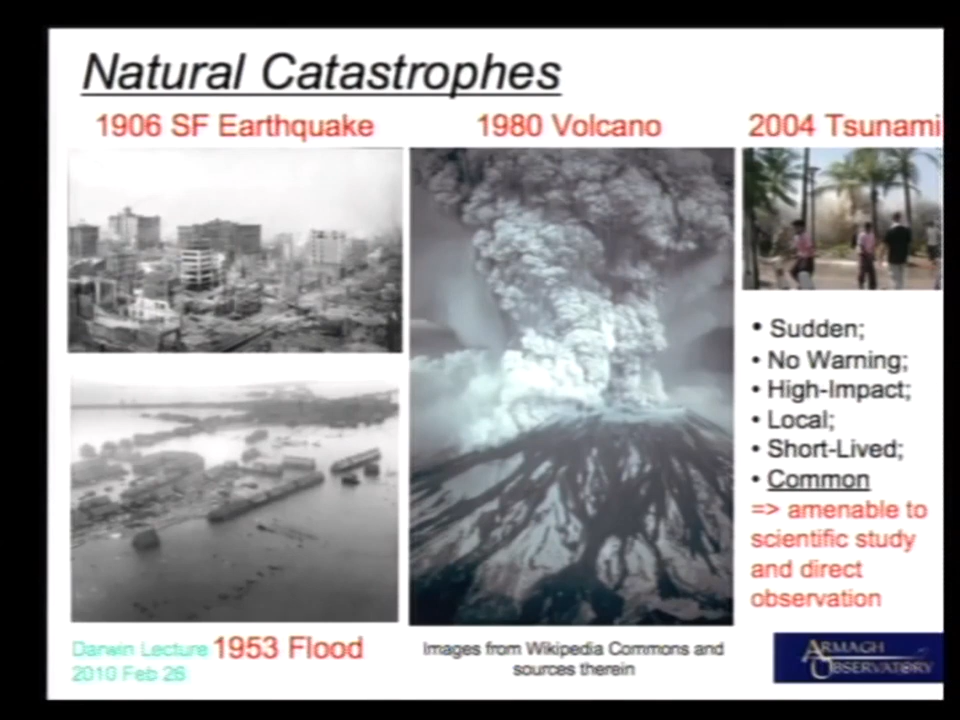 Natural Catastrophes
1906 SF Earthquake
1980 Volcano
2004 Tsunami
• Sudden;
• No Warning;
• High-Impact;
• Local;
• Short-Lived;
• Common
=> amenable to
scientific study
and direct
observation
Darwin Lecture
2010 Feb 26
1953 Flood
Images from Wikipedia Commons and
sources therein
ARMAGH
OBSERVATORY